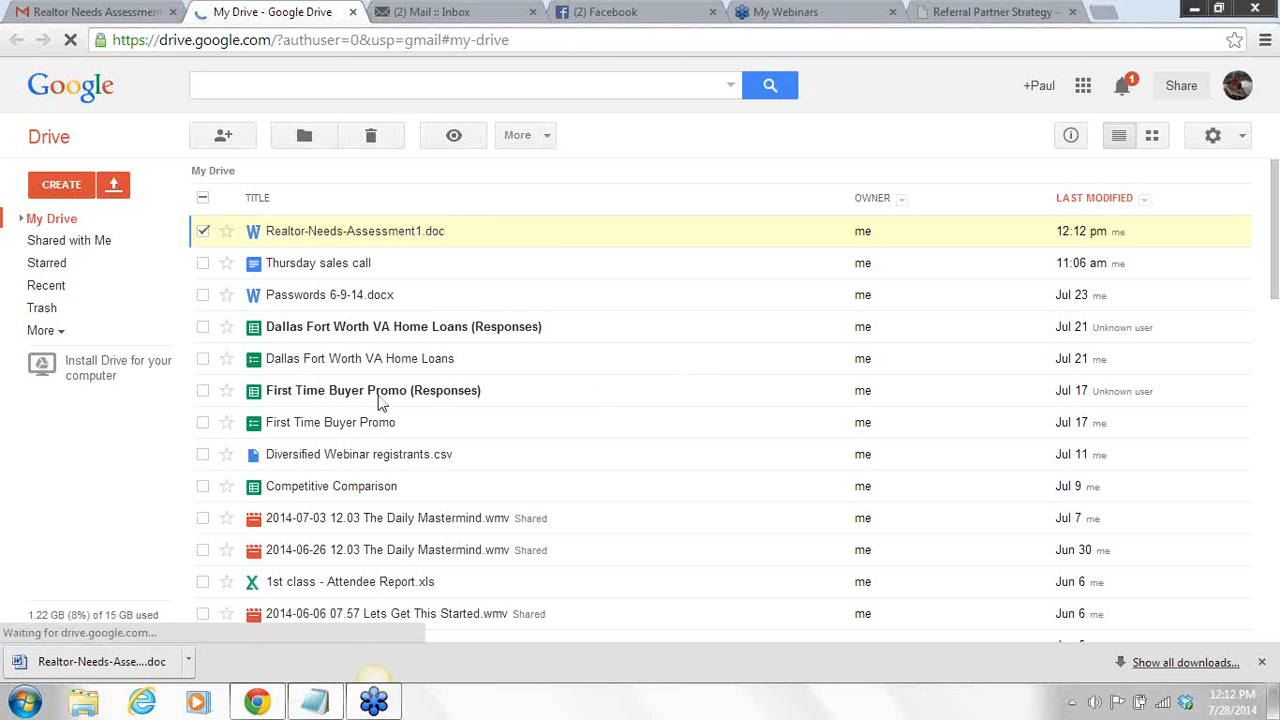 Realtor Needs Assessment
My Drive - Google Drive
(2) Mail :: Inbox
(2) Facebook
My Webinars
Referral Partner Strategy –
https://drive.google.com/?authuser=0&usp=gmail#my-drive
Google
+Paul
1
Share
Drive
More
CREATE
My Drive
Shared with Me
Starred
Recent
Trash
More
Install Drive for your
computer
1.22 GB (8%) of 15 GB used
My Drive
TITLE OWNER LAST MODIFIED
Realtor-Needs-Assessment1.doc me 12:12 pm me
Thursday sales call me 11:06 am me
Passwords 6-9-14.docx me Jul 23 me
Dallas Fort Worth VA Home Loans (Responses) me Jul 21 Unknown user
Dallas Fort Worth VA Home Loans me Jul 21 me
First Time Buyer Promo (Responses) me Jul 17 Unknown user
First Time Buyer Promo me Jul 17 me
Diversified Webinar registrants.csv me Jul 11 me
Competitive Comparison me Jul 9 me
2014-07-03 12.03 The Daily Mastermind.wmv Shared me Jul 7 me
2014-06-26 12.03 The Daily Mastermind.wmv Shared me Jun 30 me
1st class - Attendee Report.xls me Jun 6 me
2014-06-06 07.57 Lets Get This Started.wmv Shared me Jun 6 me
Waiting for drive.google.com...
Realtor-Needs-Asse....doc
Show all downloads...
12:12 PM
7/28/2014